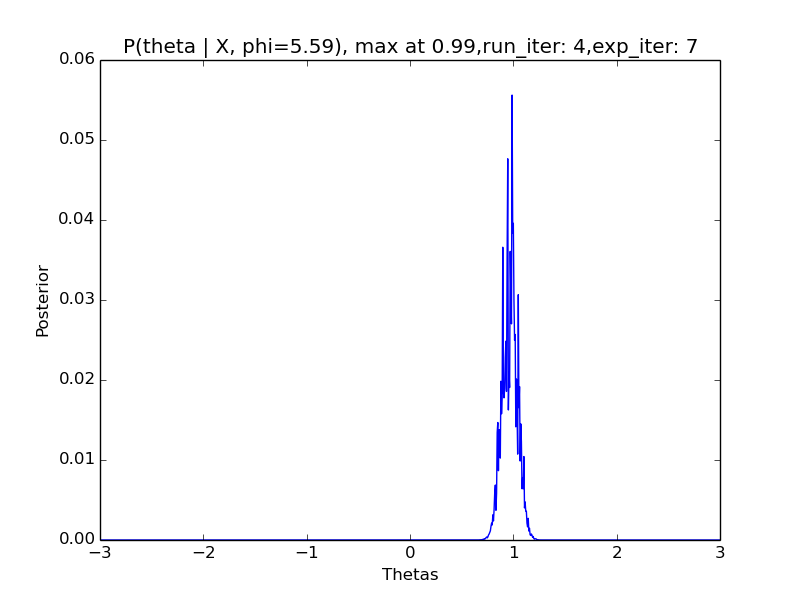 P(theta | X, phi=5.59), max at 0.99,run_iter: 4,exp_iter: 7
0.06
0.05
0.04
0.03
0.02
0.01
0.00
Posterior
−3 −2 −1 0 1 2 3
Thetas